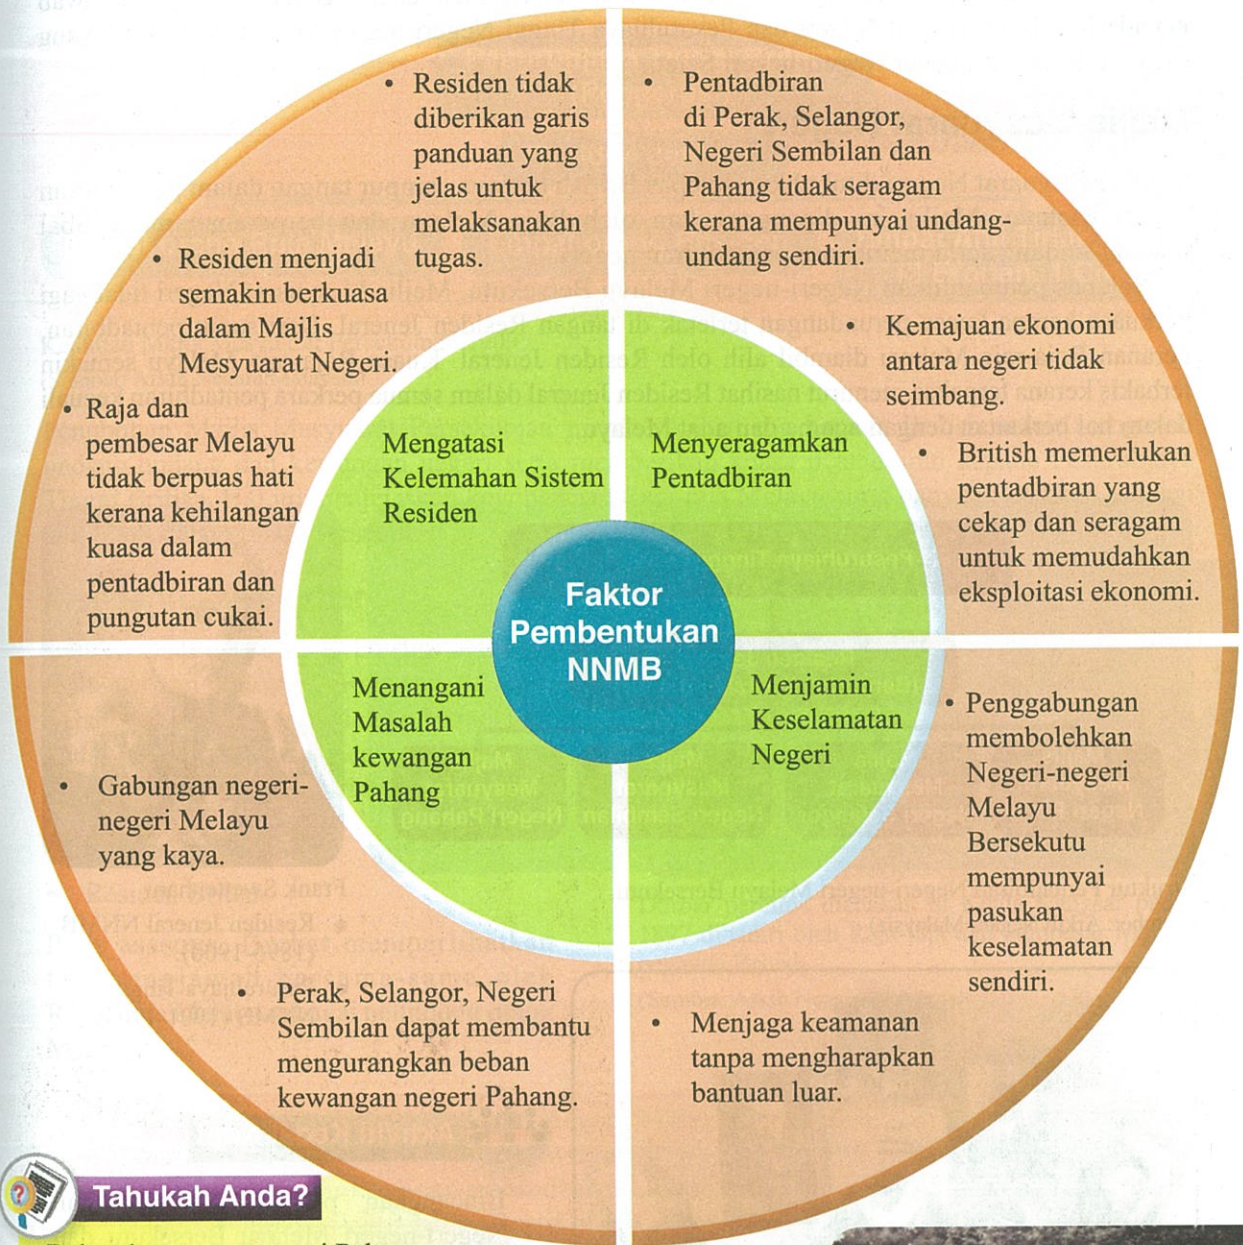 • Residen tidak
diberikan garis
panduan yang
jelas untuk
melaksanakan
tugas.
• Residen menjadi
semakin berkuasa
dalam Majlis
Mesyuarat Negeri.
• Raja dan
pembesar Melayu
tidak berpuas hati
kerana kehilangan
kuasa dalam
pentadbiran dan
pungutan cukai.
Mengatasi
Kelemahan Sistem
Residen
• Pentadbiran
di Perak, Selangor,
Negeri Sembilan dan
Pahang tidak seragam
kerana mempunyai undang-
undang sendiri.
• Kemajuan ekonomi
antara negeri tidak
seimbang.
• British memerlukan
pentadbiran yang
cekap dan seragam
untuk memudahkan
eksploitasi ekonomi.
Menyeragamkan
Pentadbiran
Faktor
Pembentukan
NNMB
Menangani
Masalah
kewangan
Pahang
• Gabungan negeri-
negeri Melayu
yang kaya.
• Perak, Selangor, Negeri
Sembilan dapat membantu
mengurangkan beban
kewangan negeri Pahang.
Menjamin
Keselamatan
Negeri
• Penggabungan
membolehkan
Negeri-negeri
Melayu
Bersekutu
mempunyai
pasukan
keselamatan
sendiri.
• Menjaga keamanan
tanpa mengharapkan
bantuan luar.
Tahukah Anda?